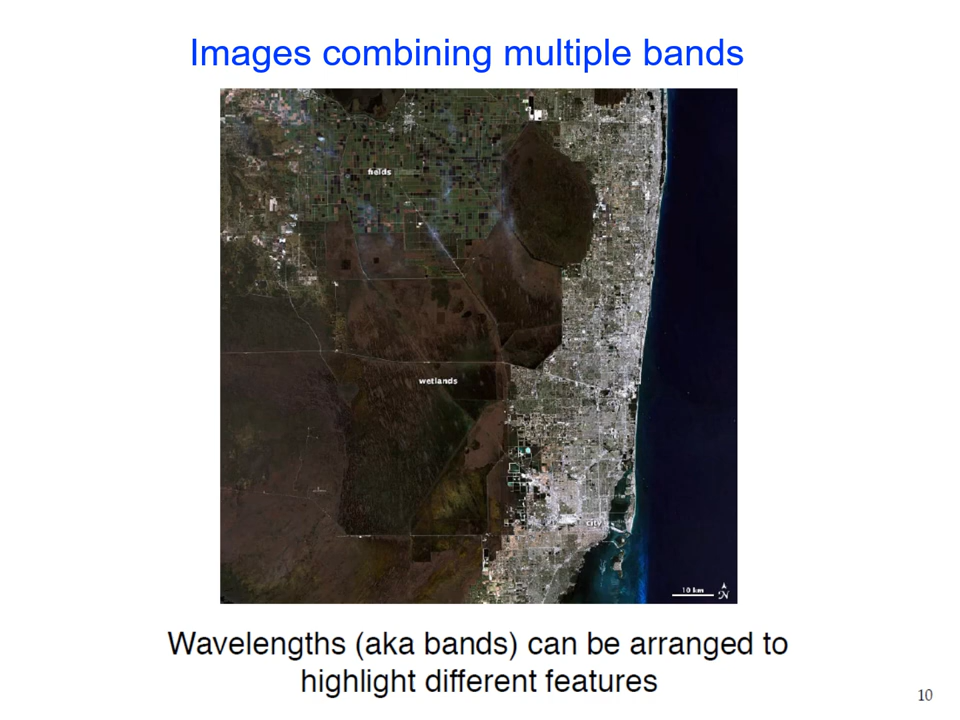 Images combining multiple bands
fields
wetlands
city
10 km
N
Wavelengths (aka bands) can be arranged to
highlight different features
10